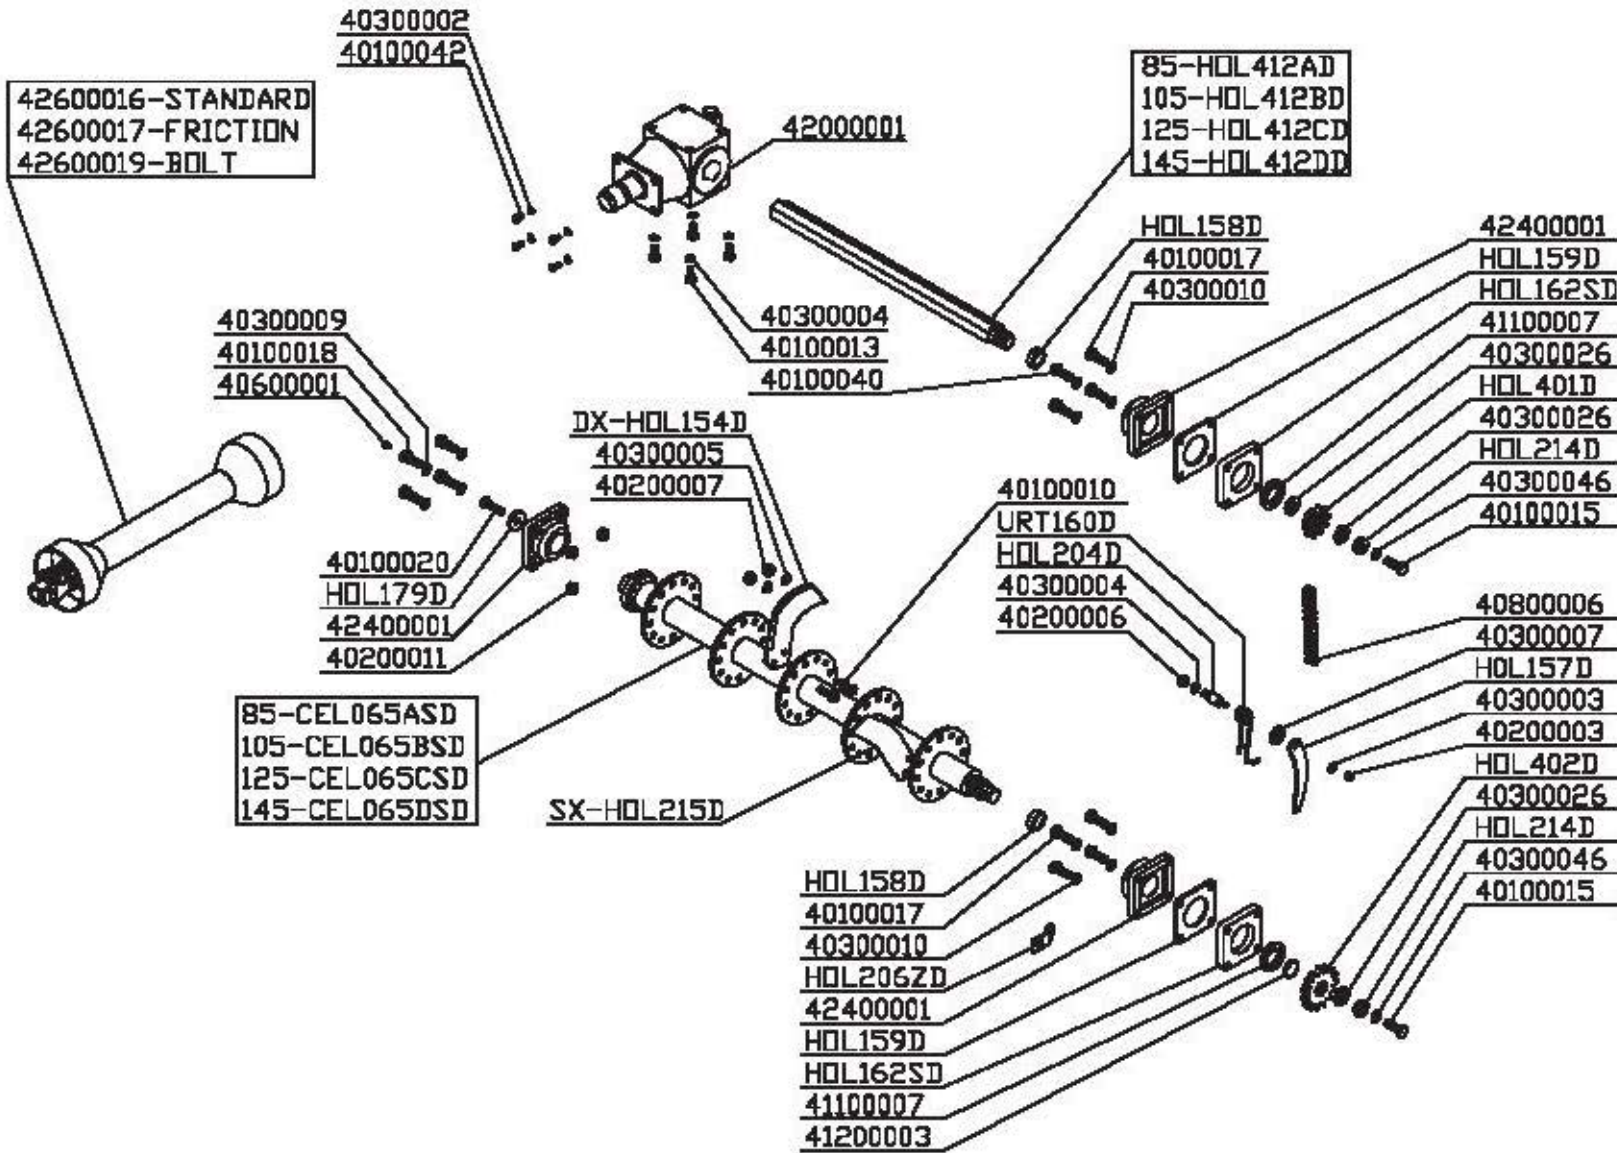 40300002
40100042
42600016-STANDARD
42600017-FRICTION
42600019-BOLT
42000001
85-HOL412AD
105-HOL412BD
125-HOL412CD
145-HOL412DD
HOL158D
40100017
40300010
42400001
HOL159D
HOL162SD
41100007
40300026
HOL401D
40300026
HOL214D
40300046
40100015
40300004
40100013
40100040
40300009
40100018
40600001
DX-HOL154D
40300005
40200007
40100020
HOL179D
42400001
40200011
40100010
URT160D
HOL204D
40300004
40200006
40800006
40300007
HOL157D
40300003
40200003
HOL402D
40300026
HOL214D
40300046
40100015
85-CEL065ASD
105-CEL065BSD
125-CEL065CSD
145-CEL065DSD
SX-HOL215D
HOL158D
40100017
40300010
HOL206ZD
42400001
HOL159D
HOL162SD
41100007
41200003